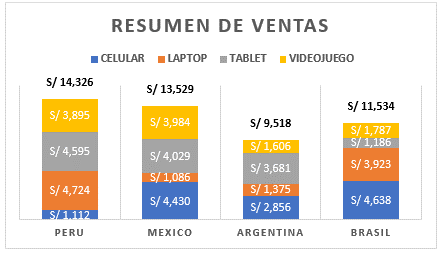 RESUMEN DE VENTAS
CELULAR LAPTOP TABLET VIDEOJUEGO
S/ 14,326 S/ 13,529 S/ 9,518 S/ 11,534
S/ 3,895 S/ 3,984 S/ 1,606 S/ 1,787
S/ 4,595 S/ 4,029 S/ 3,681 S/ 1,186
S/ 4,724 S/ 1,086 S/ 1,375 S/ 3,923
S/ 1,112 S/ 4,430 S/ 2,856 S/ 4,638
PERU MEXICO ARGENTINA BRASIL